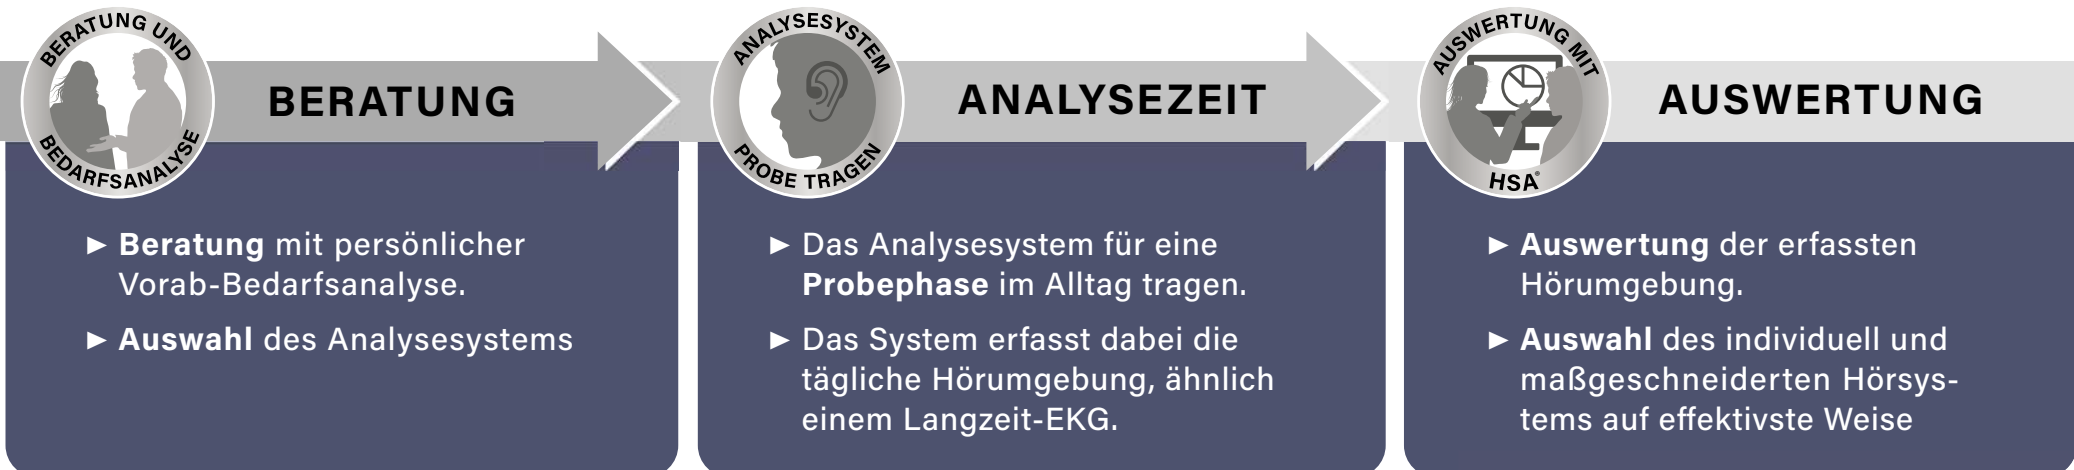 BERATUNG UND
BEDARFSANALYSE
BERATUNG
► Beratung mit persönlicher
Vorab-Bedarfsanalyse.
► Auswahl des Analysesystems
ANALYSESYSTEM
PROBE TRAGEN
ANALYSEZEIT
► Das Analysesystem für eine
Probephase im Alltag tragen.
► Das System erfasst dabei die
tägliche Hörumgebung, ähnlich
einem Langzeit-EKG.
AUSWERTUNG MIT
HSA®
AUSWERTUNG
► Auswertung der erfassten
Hörumgebung.
► Auswahl des individuell und
maßgeschneiderten Hörsys-
tems auf effektivste Weise